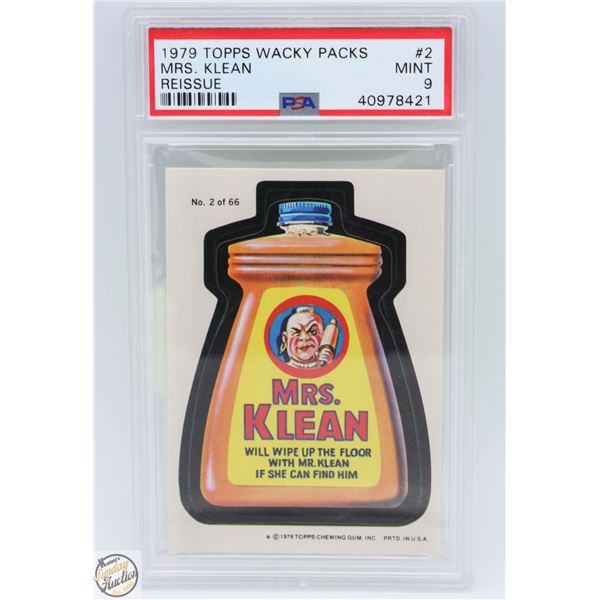 1979 TOPPS WACKY PACKS #2
MRS. KLEAN MINT
REISSUE 9
PSA 40978421
No. 2 of 66
MRS.
KLEAN
WILL WIPE UP THE FLOOR
WITH MR. KLEAN
IF SHE CAN FIND HIM
* © 1979 TOPPS CHEWING GUM, INC. PRTD. IN U.S.A.
Sunday
Auction